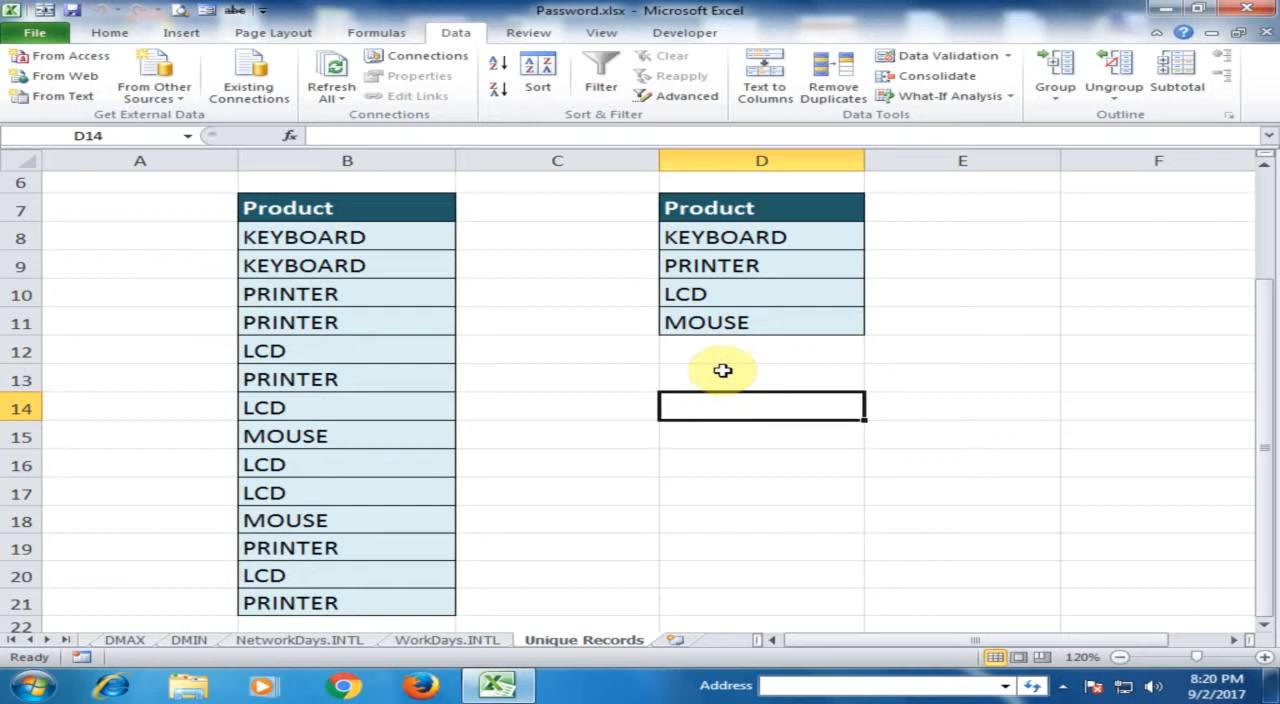 Password.xlsx - Microsoft Excel
File Home Insert Page Layout Formulas Data Review View Developer
From Access
From Web
From Text
From Other Sources
Existing Connections
Get External Data
Refresh All
Connections
Properties
Edit Links
Connections
Sort
Filter
Clear
Reapply
Advanced
Sort & Filter
Text to Columns
Remove Duplicates
Data Validation
Consolidate
What-If Analysis
Data Tools
Group
Ungroup
Subtotal
Outline
D14 fx
A B C D E F
6
7 Product Product
8 KEYBOARD KEYBOARD
9 KEYBOARD PRINTER
10 PRINTER LCD
11 PRINTER MOUSE
12 LCD
13 PRINTER
14 LCD
15 MOUSE
16 LCD
17 LCD
18 MOUSE
19 PRINTER
20 LCD
21 PRINTER
22
DMAX DMIN NetworkDays.INTL WorkDays.INTL Unique Records
Ready 120%
Address 8:20 PM
9/2/2017